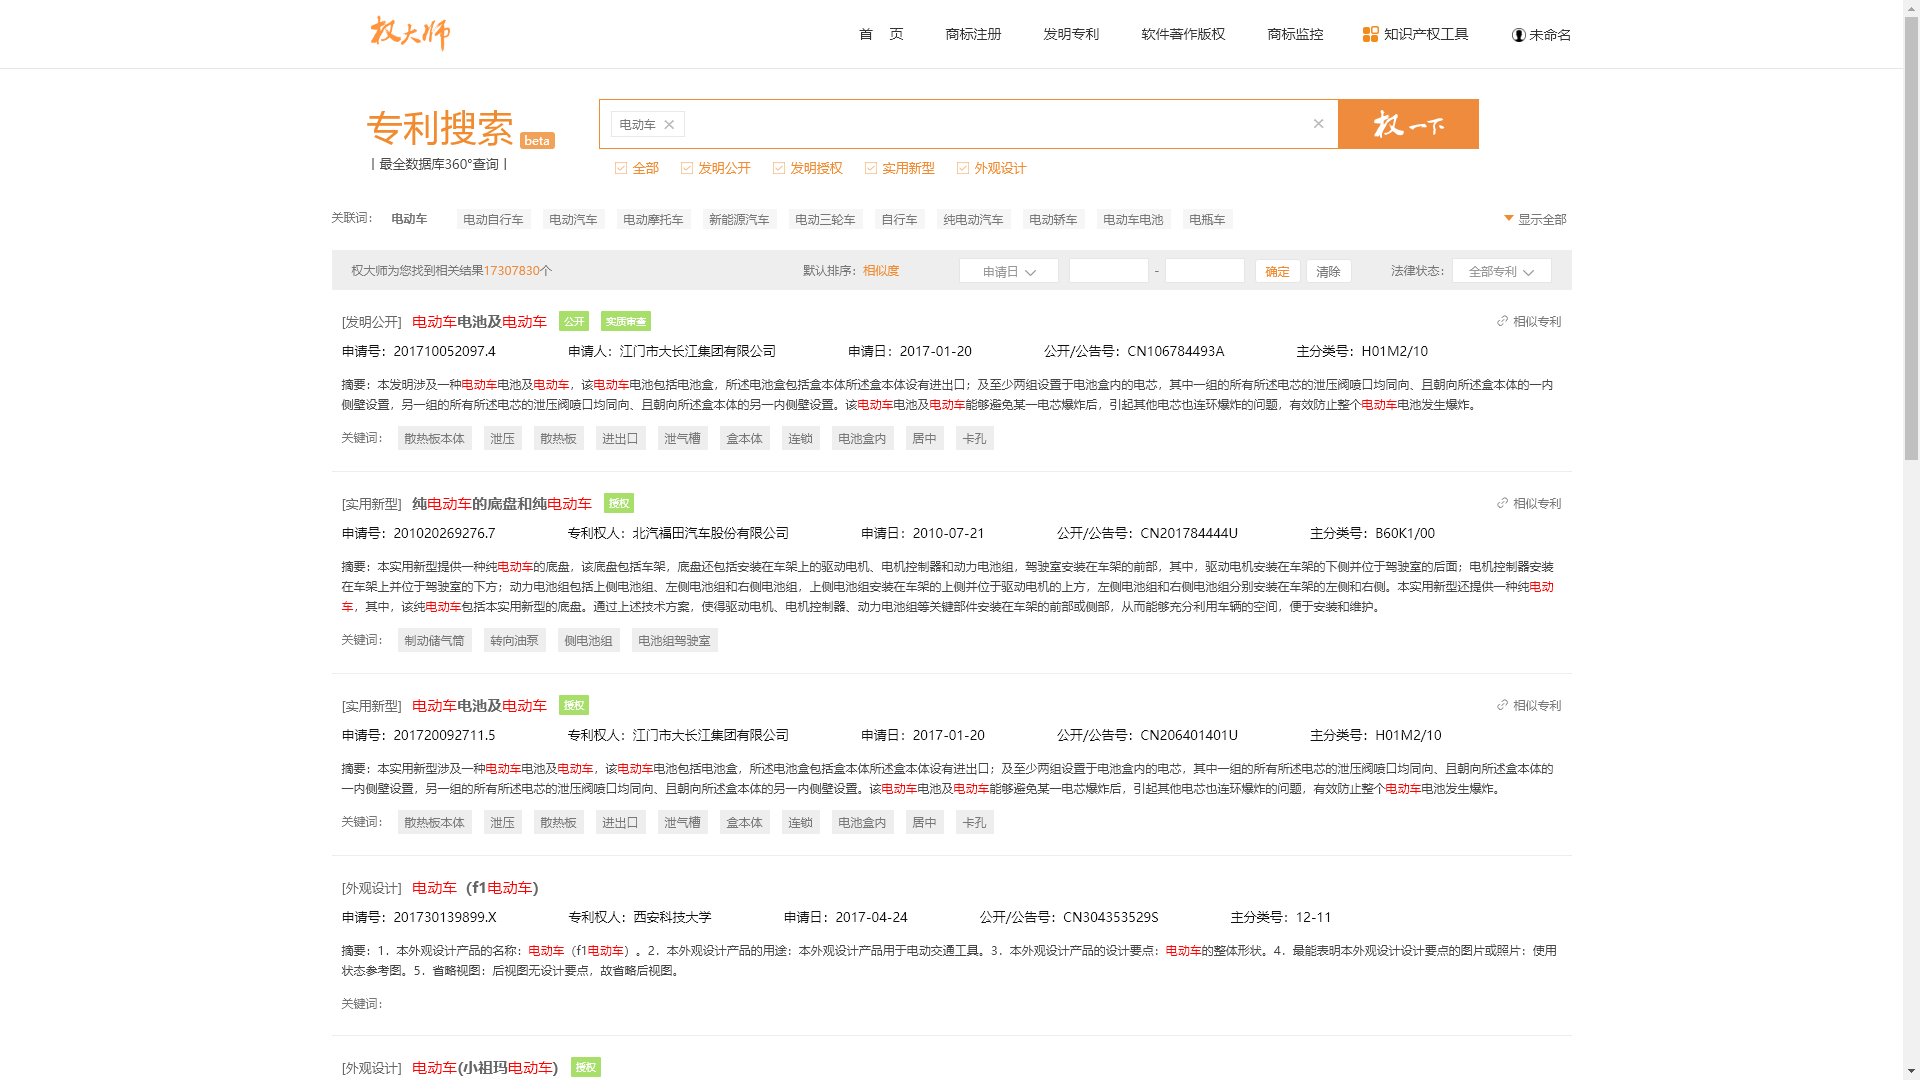 权大师
首 页 商标注册 发明专利 软件著作版权 商标监控 知识产权工具 未命名
专利搜索 beta
| 最全数据库360°查询 |
电动车 × × 权一下
全部 发明公开 发明授权 实用新型 外观设计
关联词： 电动车 电动自行车 电动汽车 电动摩托车 新能源汽车 电动三轮车 自行车 纯电动汽车 电动轿车 电动车电池 电瓶车 显示全部
权大师为您找到相关结果17307830个 默认排序：相似度 申请日 - 确定 清除 法律状态： 全部专利
[发明公开] 电动车电池及电动车 公开 实质审查 相似专利
申请号：201710052097.4 申请人：江门市大长江集团有限公司 申请日：2017-01-20 公开/公告号：CN106784493A 主分类号：H01M2/10
摘要：本发明涉及一种电动车电池及电动车，该电动车电池包括电池盒，所述电池盒包括盒本体所述盒本体设有进出口；及至少两组设置于电池盒内的电芯，其中一组的所有所述电芯的泄压阀喷口均同向、且朝向所述盒本体的一内
侧壁设置，另一组的所有所述电芯的泄压阀喷口均同向、且朝向所述盒本体的另一内侧壁设置。该电动车电池及电动车能够避免某一电芯爆炸后，引起其他电芯也连环爆炸的问题，有效防止整个电动车电池发生爆炸。
关键词： 散热板本体 泄压 散热板 进出口 泄气槽 盒本体 连锁 电池盒内 居中 卡孔
[实用新型] 纯电动车的底盘和纯电动车 授权 相似专利
申请号：201020269276.7 专利权人：北汽福田汽车股份有限公司 申请日：2010-07-21 公开/公告号：CN201784444U 主分类号：B60K1/00
摘要：本实用新型提供一种纯电动车的底盘，该底盘包括车架，底盘还包括安装在车架上的驱动电机、电机控制器和动力电池组，驾驶室安装在车架的前部，其中，驱动电机安装在车架的下侧并位于驾驶室的后面；电机控制器安装
在车架上并位于驾驶室的下方；动力电池组包括上侧电池组、左侧电池组和右侧电池组，上侧电池组安装在车架的上侧并位于驱动电机的上方，左侧电池组和右侧电池组分别安装在车架的左侧和右侧。本实用新型还提供一种纯电动
车，其中，该纯电动车包括本实用新型的底盘。通过上述技术方案，使得驱动电机、电机控制器、动力电池组等关键部件安装在车架的前部或侧部，从而能够充分利用车辆的空间，便于安装和维护。
关键词： 制动储气筒 转向油泵 侧电池组 电池组驾驶室
[实用新型] 电动车电池及电动车 授权 相似专利
申请号：201720092711.5 专利权人：江门市大长江集团有限公司 申请日：2017-01-20 公开/公告号：CN206401401U 主分类号：H01M2/10
摘要：本实用新型涉及一种电动车电池及电动车，该电动车电池包括电池盒，所述电池盒包括盒本体所述盒本体设有进出口；及至少两组设置于电池盒内的电芯，其中一组的所有所述电芯的泄压阀喷口均同向、且朝向所述盒本体的
一内侧壁设置，另一组的所有所述电芯的泄压阀喷口均同向、且朝向所述盒本体的另一内侧壁设置。该电动车电池及电动车能够避免某一电芯爆炸后，引起其他电芯也连环爆炸的问题，有效防止整个电动车电池发生爆炸。
关键词： 散热板本体 泄压 散热板 进出口 泄气槽 盒本体 连锁 电池盒内 居中 卡孔
[外观设计] 电动车（f1电动车）
申请号：201730139899.X 专利权人：西安科技大学 申请日：2017-04-24 公开/公告号：CN304353529S 主分类号：12-11
摘要：1．本外观设计产品的名称：电动车（f1电动车）。2．本外观设计产品的用途：本外观设计产品用于电动交通工具。3．本外观设计产品的设计要点：电动车的整体形状。4．最能表明本外观设计设计要点的图片或照片：使用
状态参考图。5．省略视图：后视图无设计要点，故省略后视图。
关键词：
[外观设计] 电动车(小祖玛电动车) 授权